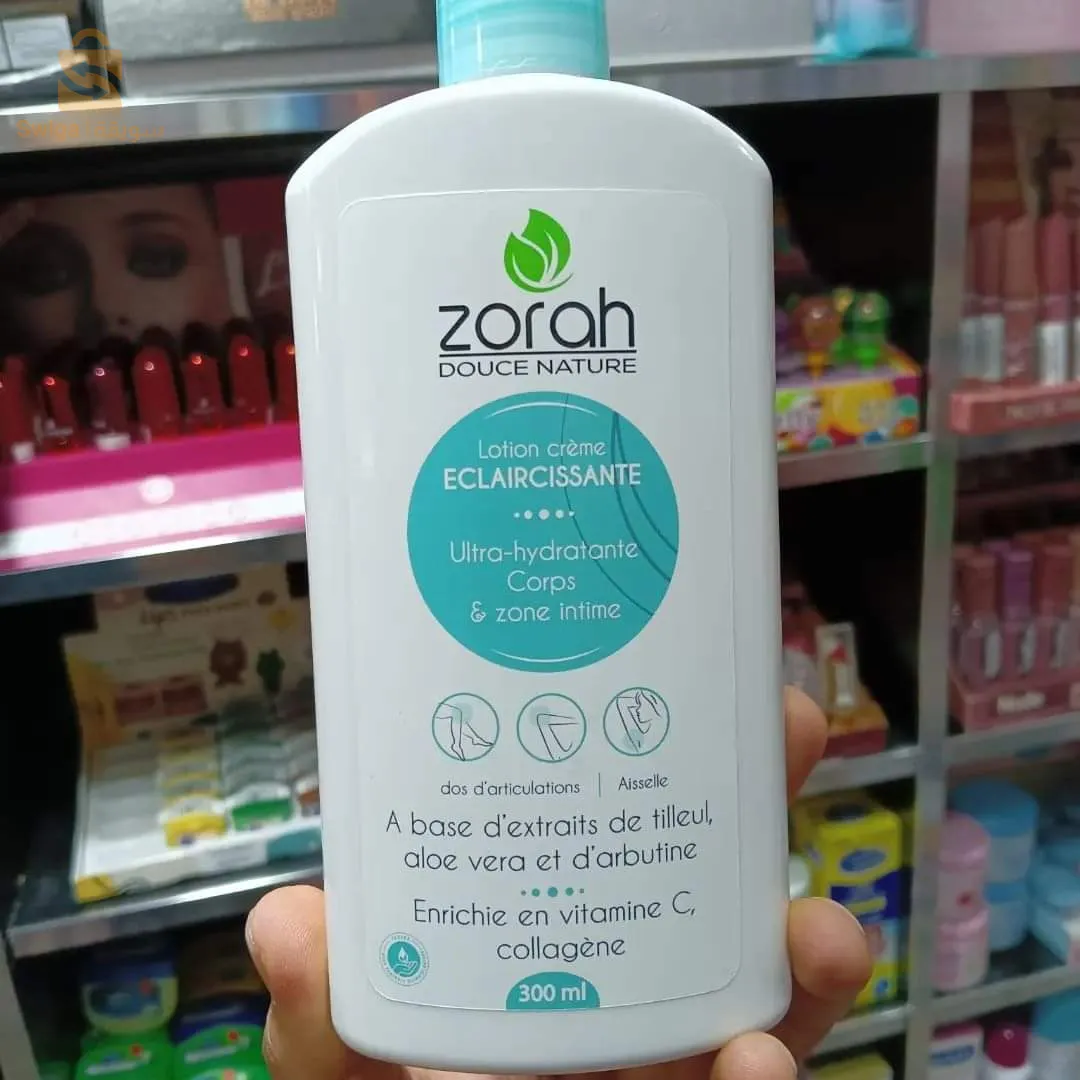 zorah
DOUCE NATURE
Lotion crème
ECLAIRCISSANTE
Ultra-hydratante
Corps
& zone intime
dos d'articulations | Aisselle
A base d'extraits de tilleul,
aloe vera et d'arbutine
Enrichie en vitamine C,
collagène
300 ml